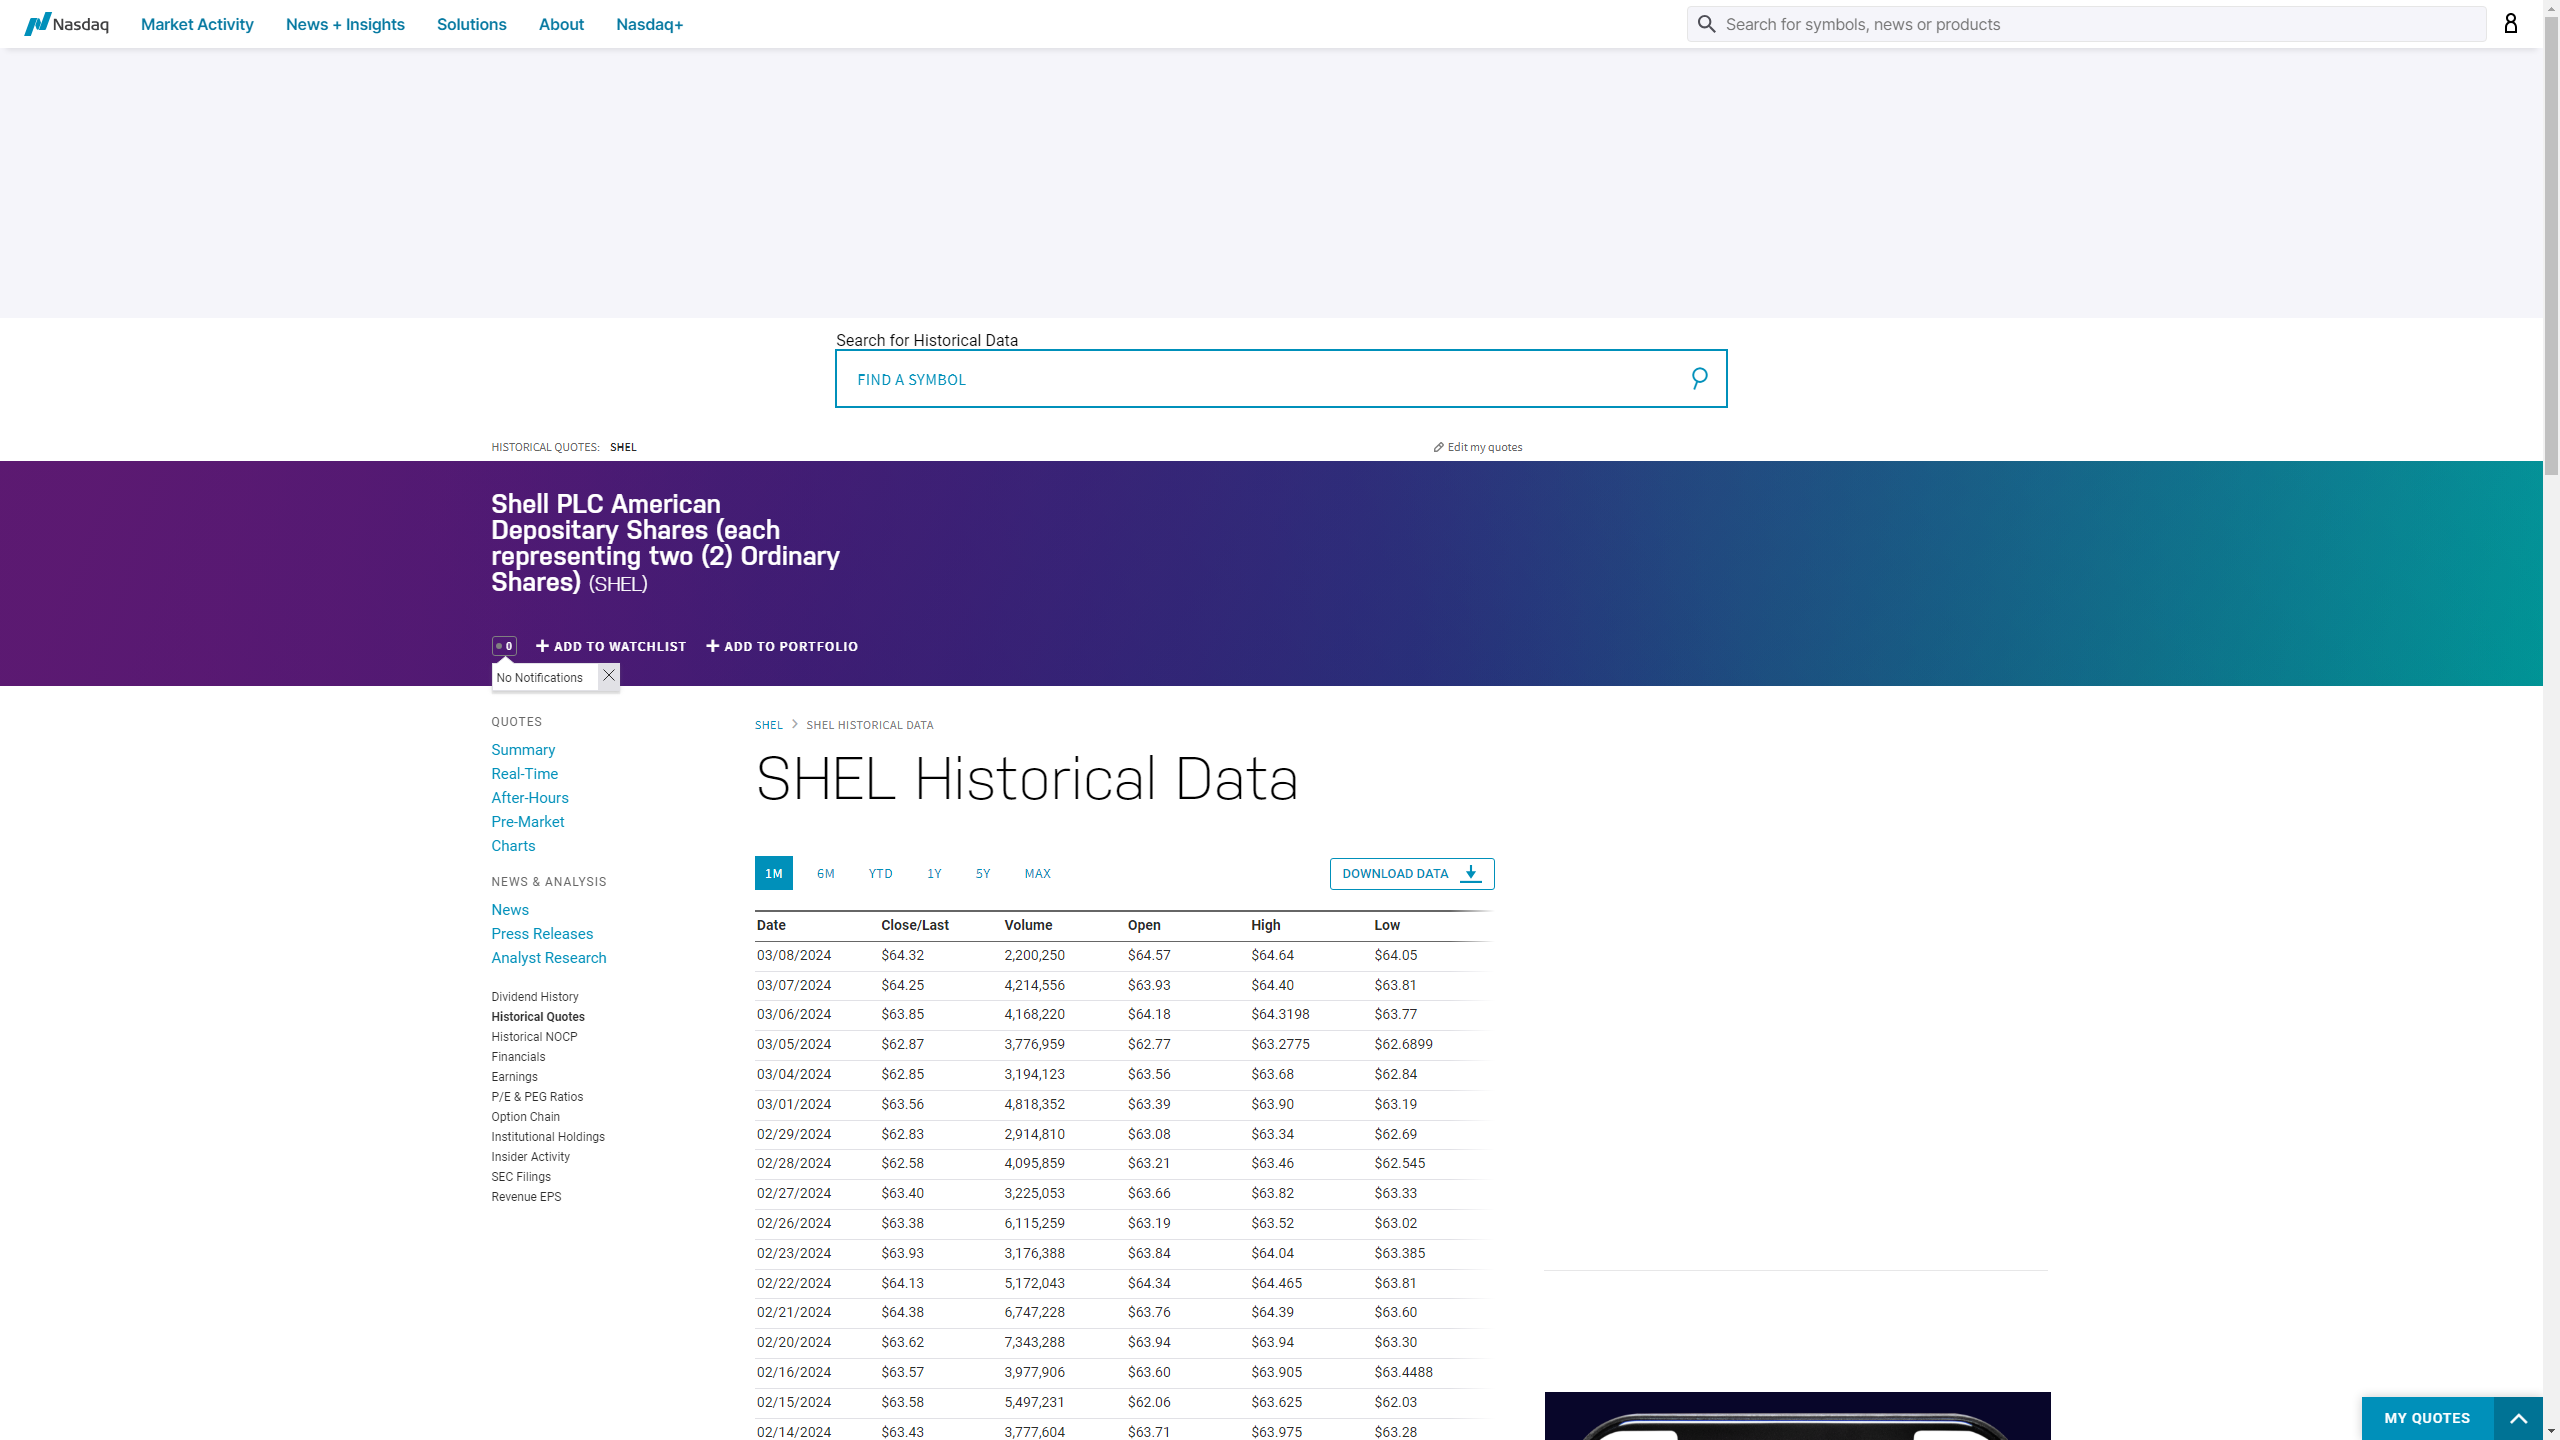 Nasdaq Market Activity News + Insights Solutions About Nasdaq+ Search for symbols, news or products
Search for Historical Data
FIND A SYMBOL
HISTORICAL QUOTES: SHEL Edit my quotes
Shell PLC American
Depositary Shares (each
representing two (2) Ordinary
Shares) (SHEL)
0 ADD TO WATCHLIST ADD TO PORTFOLIO
No Notifications
QUOTES
Summary
Real-Time
After-Hours
Pre-Market
Charts
NEWS & ANALYSIS
News
Press Releases
Analyst Research
Dividend History
Historical Quotes
Historical NOCP
Financials
Earnings
P/E & PEG Ratios
Option Chain
Institutional Holdings
Insider Activity
SEC Filings
Revenue EPS
SHEL > SHEL HISTORICAL DATA
SHEL Historical Data
1M 6M YTD 1Y 5Y MAX DOWNLOAD DATA
Date Close/Last Volume Open High Low
03/08/2024 $64.32 2,200,250 $64.57 $64.64 $64.05
03/07/2024 $64.25 4,214,556 $63.93 $64.40 $63.81
03/06/2024 $63.85 4,168,220 $64.18 $64.3198 $63.77
03/05/2024 $62.87 3,776,959 $62.77 $63.2775 $62.6899
03/04/2024 $62.85 3,194,123 $63.56 $63.68 $62.84
03/01/2024 $63.56 4,818,352 $63.39 $63.90 $63.19
02/29/2024 $62.83 2,914,810 $63.08 $63.34 $62.69
02/28/2024 $62.58 4,095,859 $63.21 $63.46 $62.545
02/27/2024 $63.40 3,225,053 $63.66 $63.82 $63.33
02/26/2024 $63.38 6,115,259 $63.19 $63.52 $63.02
02/23/2024 $63.93 3,176,388 $63.84 $64.04 $63.385
02/22/2024 $64.13 5,172,043 $64.34 $64.465 $63.81
02/21/2024 $64.38 6,747,228 $63.76 $64.39 $63.60
02/20/2024 $63.62 7,343,288 $63.94 $63.94 $63.30
02/16/2024 $63.57 3,977,906 $63.60 $63.905 $63.4488
02/15/2024 $63.58 5,497,231 $62.06 $63.625 $62.03
02/14/2024 $63.43 3,777,604 $63.71 $63.975 $63.28
MY QUOTES